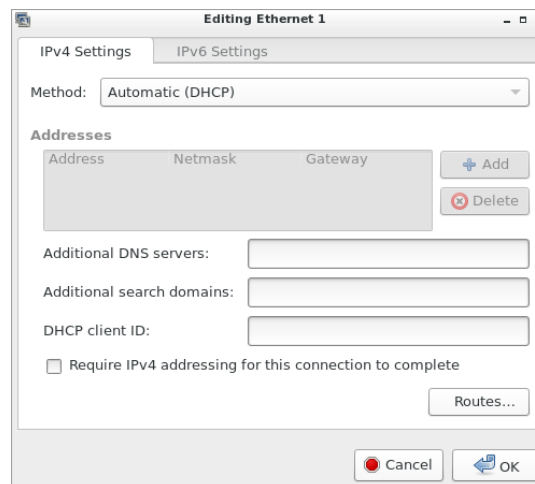 Editing Ethernet 1
IPv4 Settings IPv6 Settings
Method: Automatic (DHCP)
Addresses
Address Netmask Gateway
Add
Delete
Additional DNS servers:
Additional search domains:
DHCP client ID:
Require IPv4 addressing for this connection to complete
Routes...
Cancel OK